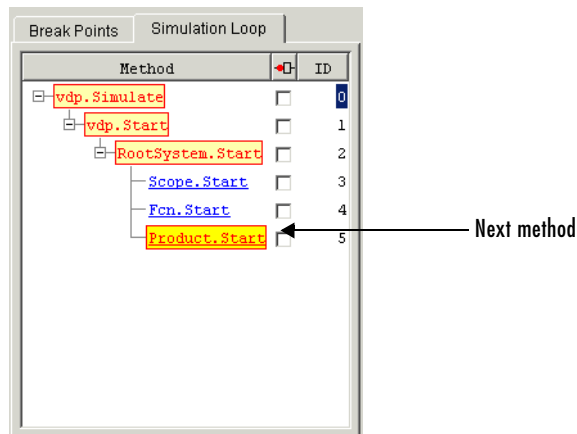 Break Points Simulation Loop
Method ID
vdp.Simulate 0
vdp.Start 1
RootSystem.Start 2
Scope.Start 3
Fcn.Start 4
Product.Start 5 Next method